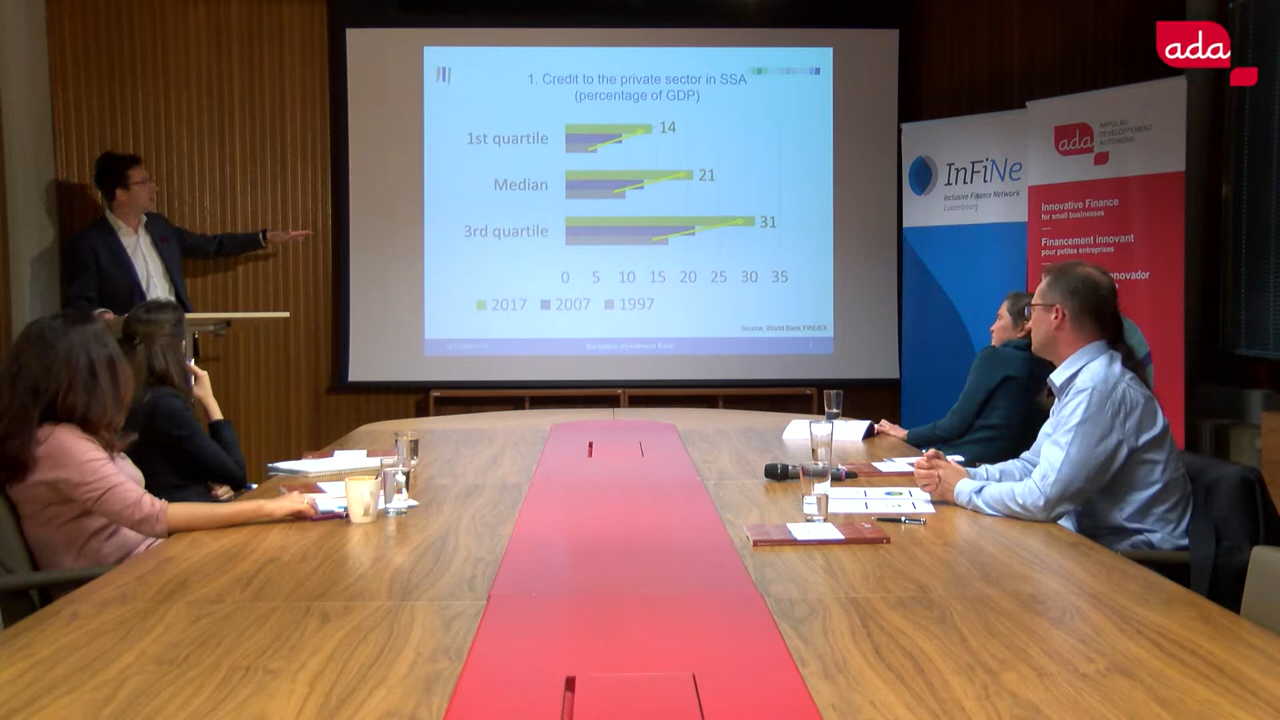 1. Credit to the private sector in SSA
(percentage of GDP)
1st quartile
14
Median
21
3rd quartile
31
0 5 10 15 20 25 30 35
2017 2007 1997
Source: World Bank FINDEX
European Investment Bank
ada
InFiNe
Inclusive Finance Network
Luxembourg
ada
APPUI AU
DÉVELOPPEMENT
AUTONOME
Innovative Finance
for small businesses
Financement innovant
pour petites entreprises